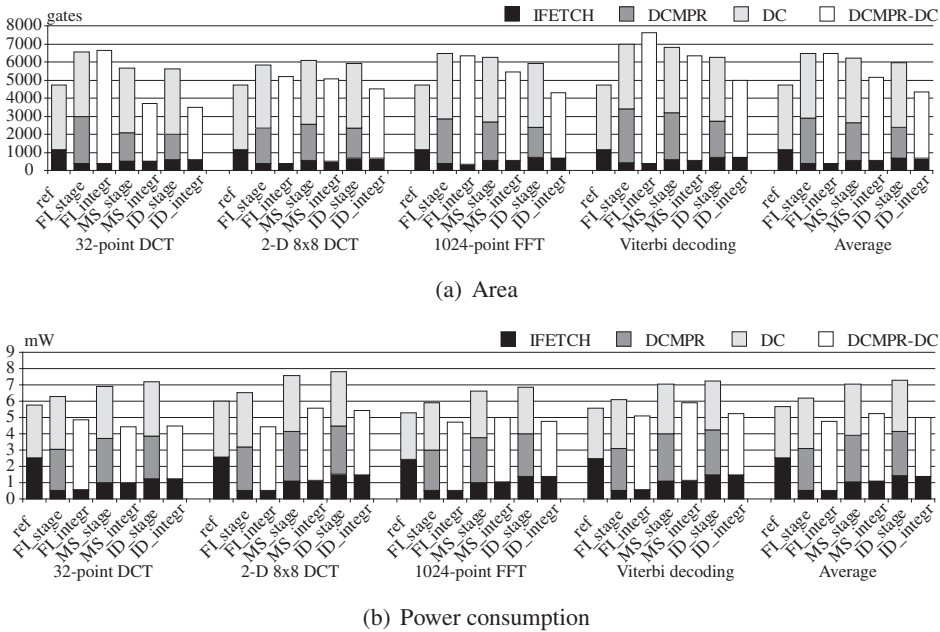 gates
IFETCH DCMPR DC DCMPR-DC
8000
7000
6000
5000
4000
3000
2000
1000
0
ref FI_stage FI_integr MS_stage MS_integr ID_stage ID_integr ref FI_stage FI_integr MS_stage MS_integr ID_stage ID_integr ref FI_stage FI_integr MS_stage MS_integr ID_stage ID_integr ref FI_stage FI_integr MS_stage MS_integr ID_stage ID_integr ref FI_stage FI_integr MS_stage MS_integr ID_stage ID_integr
32-point DCT 2-D 8x8 DCT 1024-point FFT Viterbi decoding Average
(a) Area
mW
IFETCH DCMPR DC DCMPR-DC
9
8
7
6
5
4
3
2
1
0
ref FI_stage FI_integr MS_stage MS_integr ID_stage ID_integr ref FI_stage FI_integr MS_stage MS_integr ID_stage ID_integr ref FI_stage FI_integr MS_stage MS_integr ID_stage ID_integr ref FI_stage FI_integr MS_stage MS_integr ID_stage ID_integr ref FI_stage FI_integr MS_stage MS_integr ID_stage ID_integr
32-point DCT 2-D 8x8 DCT 1024-point FFT Viterbi decoding Average
(b) Power consumption